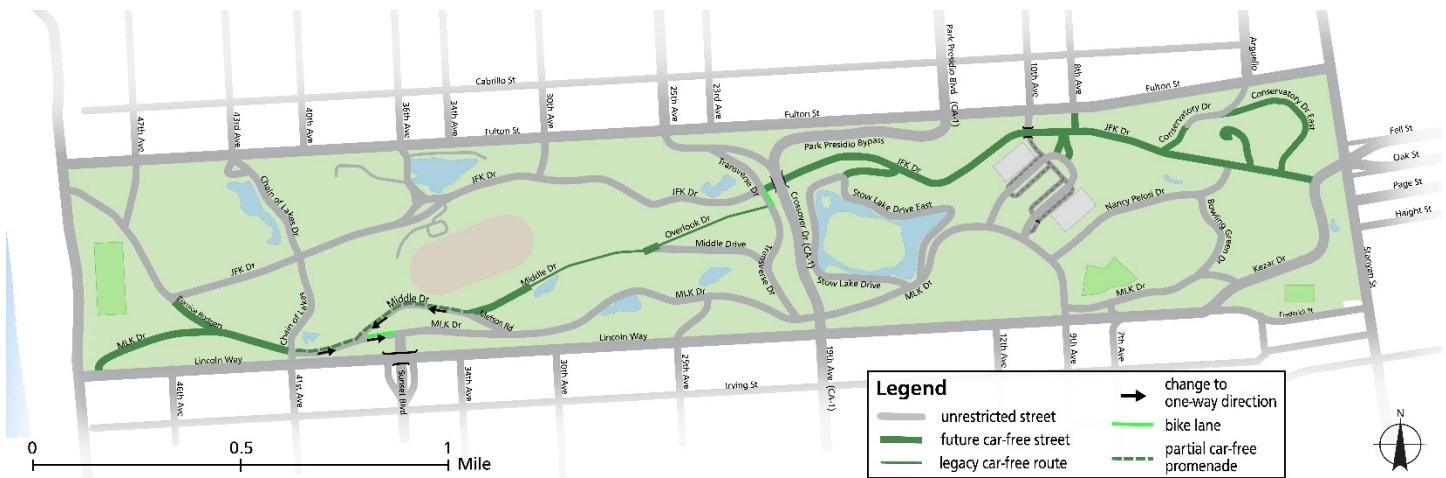 Cabrillo St
47th Ave
43rd Ave
40th Ave
36th Ave
34th Ave
30th Ave
25th Ave
23rd Ave
Park Presidio Blvd (CA-1)
10th Ave
8th Ave
Arguello
Fulton St
Fulton St
Fulton St
Fell St
Oak St
Page St
Haight St
Stanyan St
Frederick St
Conservatory Dr
Conservatory Dr East
JFK Dr
JFK Dr
Park Presidio Bypass
Transverse Dr
JFK Dr
JFK Dr
JFK Dr
Chain of Lakes Dr
Crossover Dr (CA-1)
Stow Lake Drive East
Stow Lake Drive
Nancy Pelosi Dr
Bowling Green Dr
Kezar Dr
MLK Dr
MLK Dr
MLK Dr
MLK Dr
MLK Dr
Overlook Dr
Middle Drive
Transverse Dr
Middle Dr
Middle Dr
Metson Rd
Bernice Rodgers
Chain of Lakes
Lincoln Way
Lincoln Way
46th Ave
41st Ave
Sunset Blvd
34th Ave
30th Ave
25th Ave
Irving St
19th Ave (CA-1)
12th Ave
9th Ave
7th Ave
0
0.5
1
Mile
Legend
unrestricted street
future car-free street
legacy car-free route
change to
one-way direction
bike lane
partial car-free
promenade
N